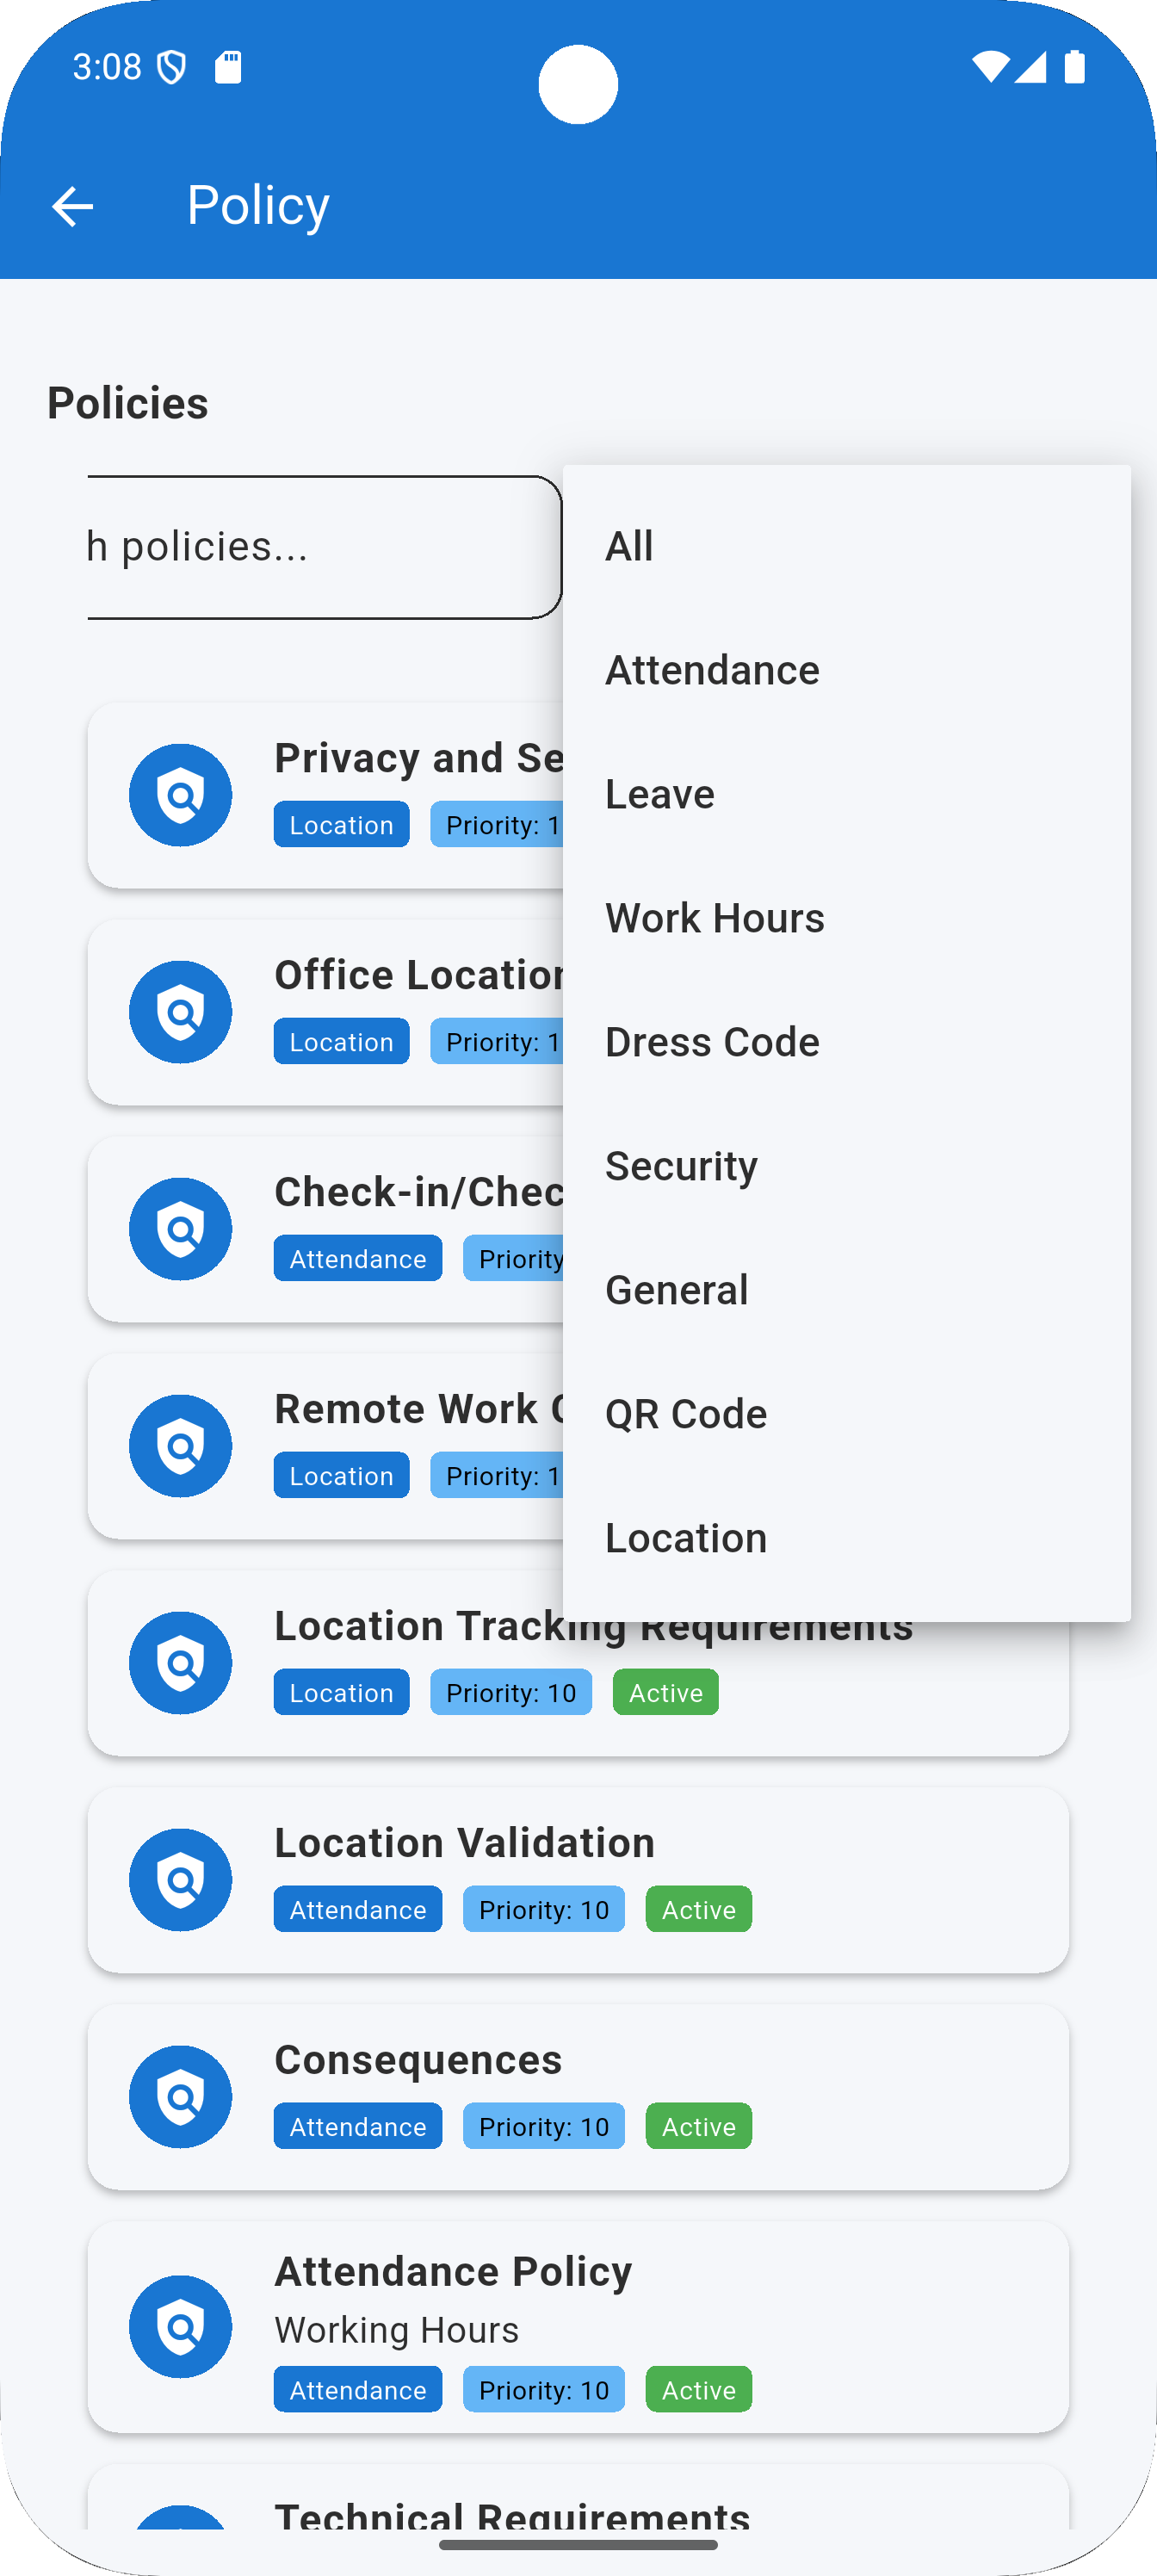 3:08
Policy
Policies
h policies...
All
Attendance
Leave
Work Hours
Dress Code
Security
General
QR Code
Location
Privacy and Se
Location Priority: 1
Office Location
Location Priority: 1
Check-in/Chec
Attendance Priority
Remote Work
Location Priority: 1
Location Tracking Requirements
Location Priority: 10 Active
Location Validation
Attendance Priority: 10 Active
Consequences
Attendance Priority: 10 Active
Attendance Policy
Working Hours
Attendance Priority: 10 Active
Technical Requirements